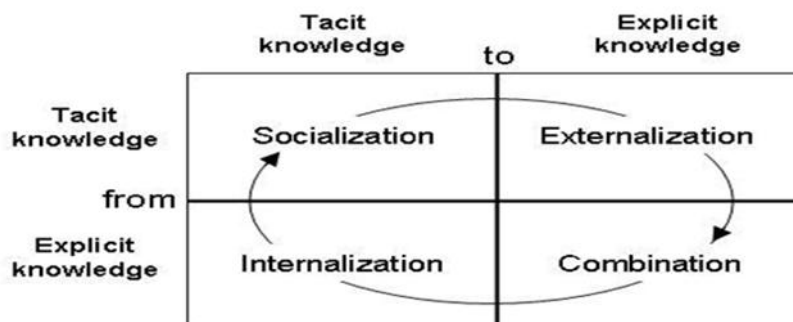 Tacit
knowledge
to
Explicit
knowledge
Tacit
knowledge
Socialization
Externalization
from
Explicit
knowledge
Internalization
Combination